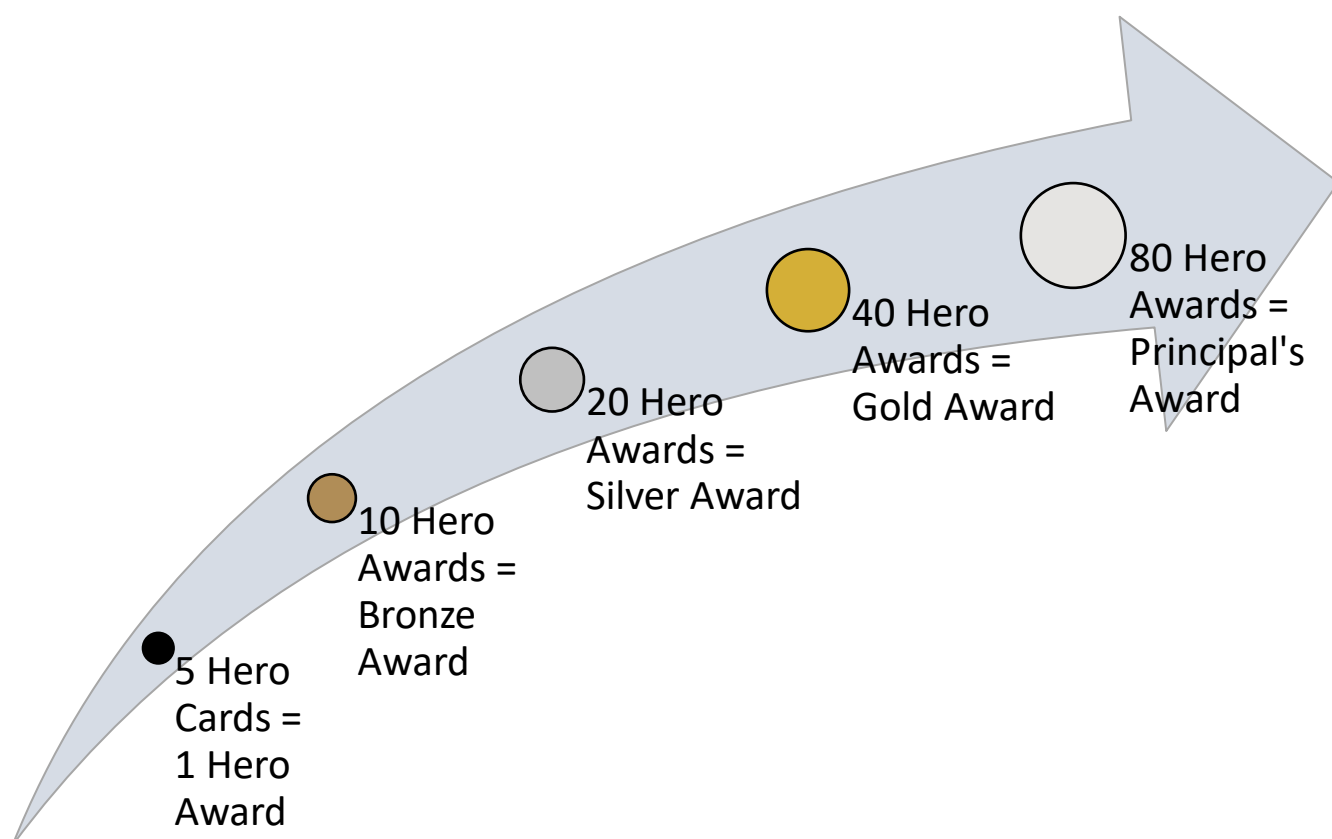 5 Hero
Cards =
1 Hero
Award
10 Hero
Awards =
Bronze
Award
20 Hero
Awards =
Silver Award
40 Hero
Awards =
Gold Award
80 Hero
Awards =
Principal's
Award